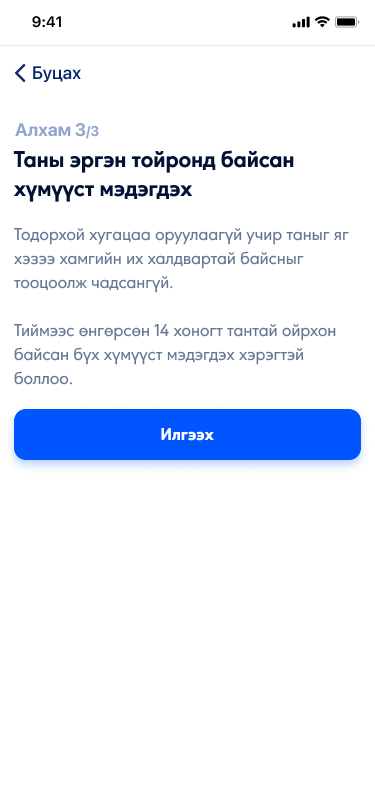 9:41
Буцах
Алхам 3/3
Таны эргэн тойронд байсан
хүмүүст мэдэгдэх
Тодорхой хугацаа оруулаагүй учир таныг яг
хэзээ хамгийн их халдвартай байсныг
тооцоолж чадсангүй.
Тиймээс өнгөрсөн 14 хоногт тантай ойрхон
байсан бүх хүмүүст мэдэгдэх хэрэгтэй
боллоо.
Илгээх